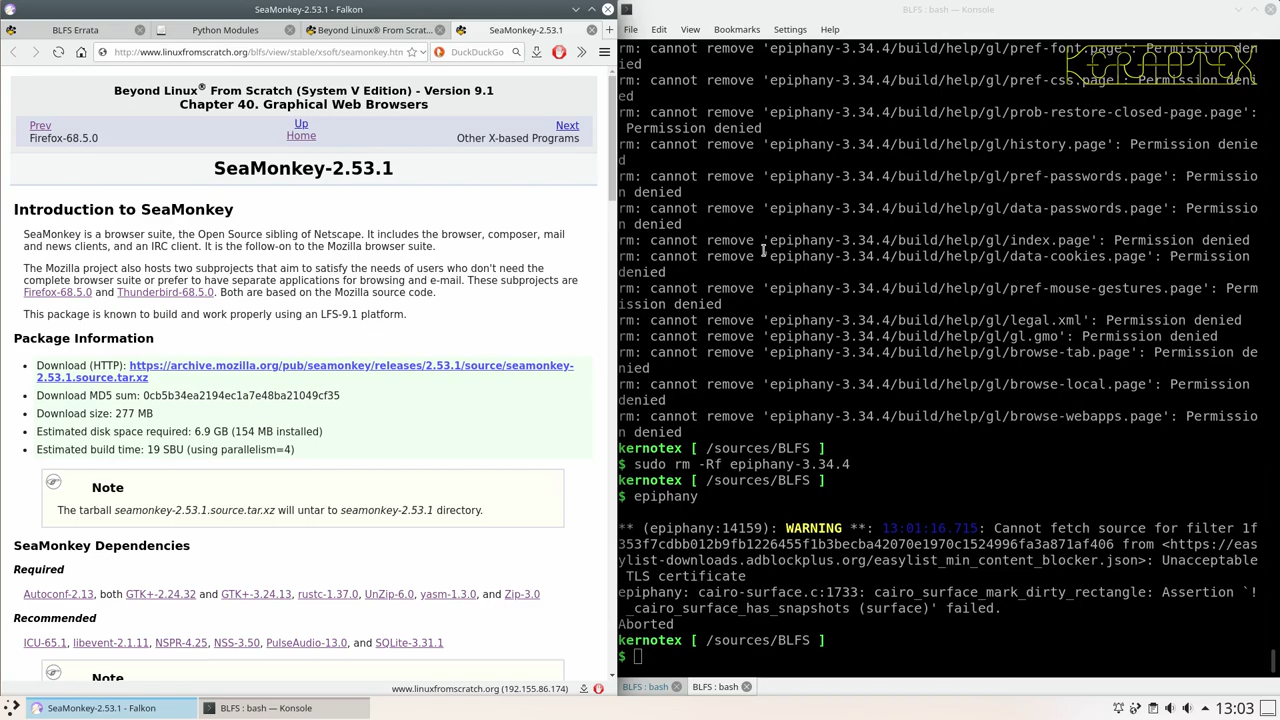 SeaMonkey-2.53.1 - Falkon
BLFS Errata
Python Modules
Beyond Linux® From Scrat...
SeaMonkey-2.53.1
http://www.linuxfromscratch.org/blfs/view/stable/xsoft/seamonkey.htm
DuckDuckGo
Beyond Linux® From Scratch (System V Edition) - Version 9.1
Chapter 40. Graphical Web Browsers
Prev
Up
Next
Firefox-68.5.0
Home
Other X-based Programs
SeaMonkey-2.53.1
Introduction to SeaMonkey
SeaMonkey is a browser suite, the Open Source sibling of Netscape. It includes the browser, composer, mail
and news clients, and an IRC client. It is the follow-on to the Mozilla browser suite.
The Mozilla project also hosts two subprojects that aim to satisfy the needs of users who don't need the
complete browser suite or prefer to have separate applications for browsing and e-mail. These subprojects are
Firefox-68.5.0 and Thunderbird-68.5.0. Both are based on the Mozilla source code.
This package is known to build and work properly using an LFS-9.1 platform.
Package Information
Download (HTTP): https://archive.mozilla.org/pub/seamonkey/releases/2.53.1/source/seamonkey-
2.53.1.source.tar.xz
Download MD5 sum: 0cb5b34ea2194ec1a7e48ba21049cf35
Download size: 277 MB
Estimated disk space required: 6.9 GB (154 MB installed)
Estimated build time: 19 SBU (using parallelism=4)
Note
The tarball seamonkey-2.53.1.source.tar.xz will untar to seamonkey-2.53.1 directory.
SeaMonkey Dependencies
Required
Autoconf-2.13, both GTK+-2.24.32 and GTK+-3.24.13, rustc-1.37.0, UnZip-6.0, yasm-1.3.0, and Zip-3.0
Recommended
ICU-65.1, libevent-2.1.11, NSPR-4.25, NSS-3.50, PulseAudio-13.0, and SQLite-3.31.1
Note
www.linuxfromscratch.org (192.155.86.174)
BLFS : bash — Konsole
File Edit View Bookmarks Settings Help
KERNOTEX
rm: cannot remove 'epiphany-3.34.4/build/help/gl/pref-font.page': Permission den
ied
rm: cannot remove 'epiphany-3.34.4/build/help/gl/pref-css.page': Permission deni
ed
rm: cannot remove 'epiphany-3.34.4/build/help/gl/prob-restore-closed-page.page':
Permission denied
rm: cannot remove 'epiphany-3.34.4/build/help/gl/history.page': Permission denie
d
rm: cannot remove 'epiphany-3.34.4/build/help/gl/pref-passwords.page': Permissio
n denied
rm: cannot remove 'epiphany-3.34.4/build/help/gl/data-passwords.page': Permissio
n denied
rm: cannot remove 'epiphany-3.34.4/build/help/gl/index.page': Permission denied
rm: cannot remove 'epiphany-3.34.4/build/help/gl/data-cookies.page': Permission
denied
rm: cannot remove 'epiphany-3.34.4/build/help/gl/pref-mouse-gestures.page': Perm
ission denied
rm: cannot remove 'epiphany-3.34.4/build/help/gl/legal.xml': Permission denied
rm: cannot remove 'epiphany-3.34.4/build/help/gl/gl.gmo': Permission denied
rm: cannot remove 'epiphany-3.34.4/build/help/gl/browse-tab.page': Permission de
nied
rm: cannot remove 'epiphany-3.34.4/build/help/gl/browse-local.page': Permission
denied
rm: cannot remove 'epiphany-3.34.4/build/help/gl/browse-webapps.page': Permissio
n denied
kernotex [ /sources/BLFS ]
$ sudo rm -Rf epiphany-3.34.4
kernotex [ /sources/BLFS ]
$ epiphany
** (epiphany:14159): WARNING **: 13:01:16.715: Cannot fetch source for filter 1f
353f7cdbb012b9fb1226455f1b3becba42070e1970c1524996fa3a871af406 from <https://eas
ylist-downloads.adblockplus.org/easylist_min_content_blocker.json>: Unacceptable
TLS certificate
epiphany: cairo-surface.c:1733: cairo_surface_mark_dirty_rectangle: Assertion `!
_cairo_surface_has_snapshots (surface)' failed.
Aborted
kernotex [ /sources/BLFS ]
$
BLFS : bash
BLFS : bash
SeaMonkey-2.53.1 - Falkon
BLFS : bash — Konsole
13:03